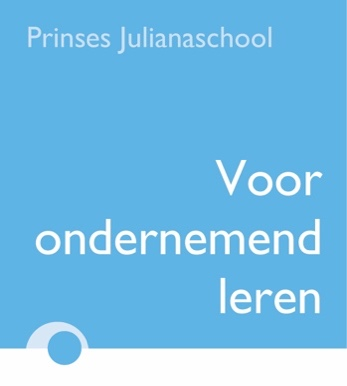 Prinses Julianaschool
Voor
ondernemend
leren